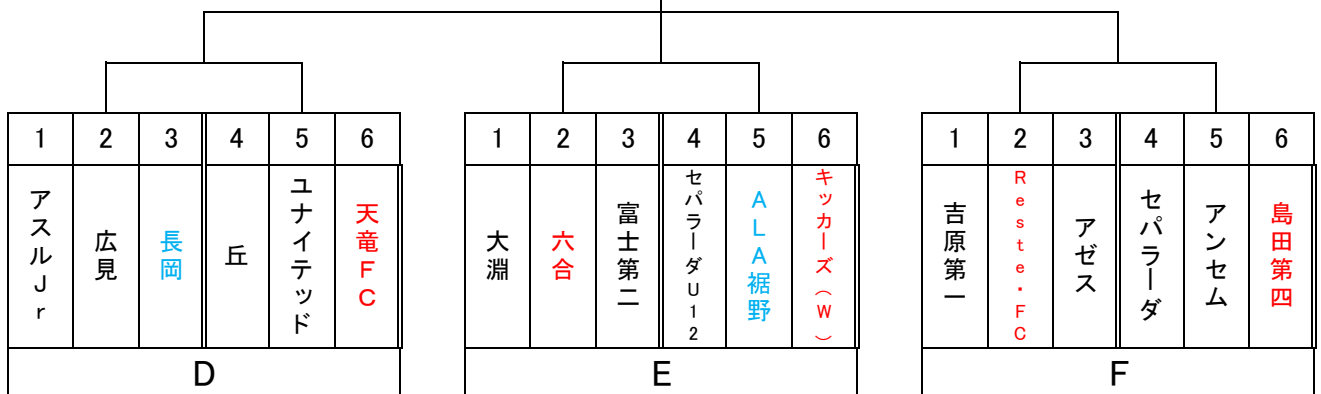 1 2 3 4 5 6
アスルJr
広見
長岡
丘
ユナイテッド
天竜FC
D
1 2 3 4 5 6
大淵
六合
富士第二
セパラーダU12
ALA裾野
キッカーズ(W)
E
1 2 3 4 5 6
吉原第一
Reste・FC
アゼス
セパラーダ
アンセム
島田第四
F